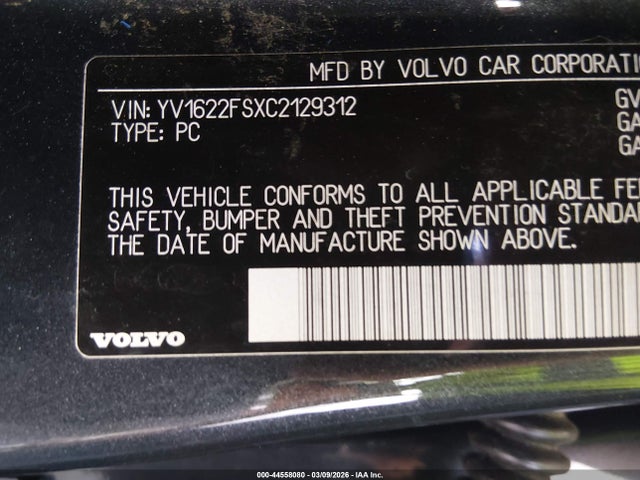 MFD BY VOLVO CAR CORPORATION
VIN: YV1622FSXC2129312
TYPE: PC
GV
GA
GA
THIS VEHICLE CONFORMS TO ALL APPLICABLE FE
SAFETY, BUMPER AND THEFT PREVENTION STANDA
THE DATE OF MANUFACTURE SHOWN ABOVE.
VOLVO
000-44558080 - 03/09/2026 - IAA Inc.